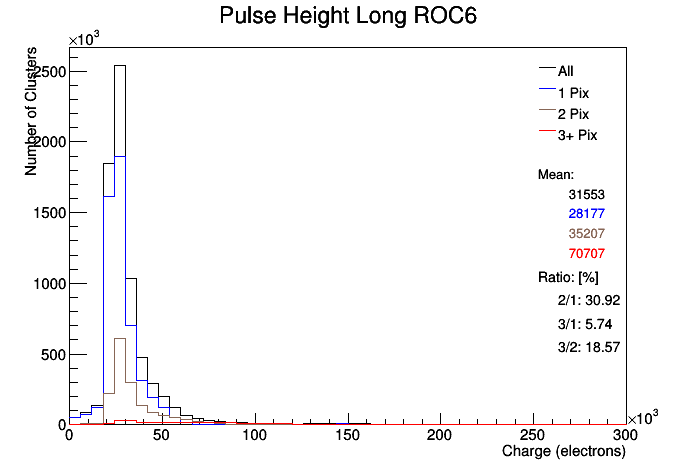 Pulse Height Long ROC6
×10³
Number of Clusters
2500
2000
1500
1000
500
0
All
1 Pix
2 Pix
3+ Pix
Mean:
31553
28177
35207
70707
Ratio: [%]
2/1: 30.92
3/1: 5.74
3/2: 18.57
0 50 100 150 200 250 300
×10³
Charge (electrons)